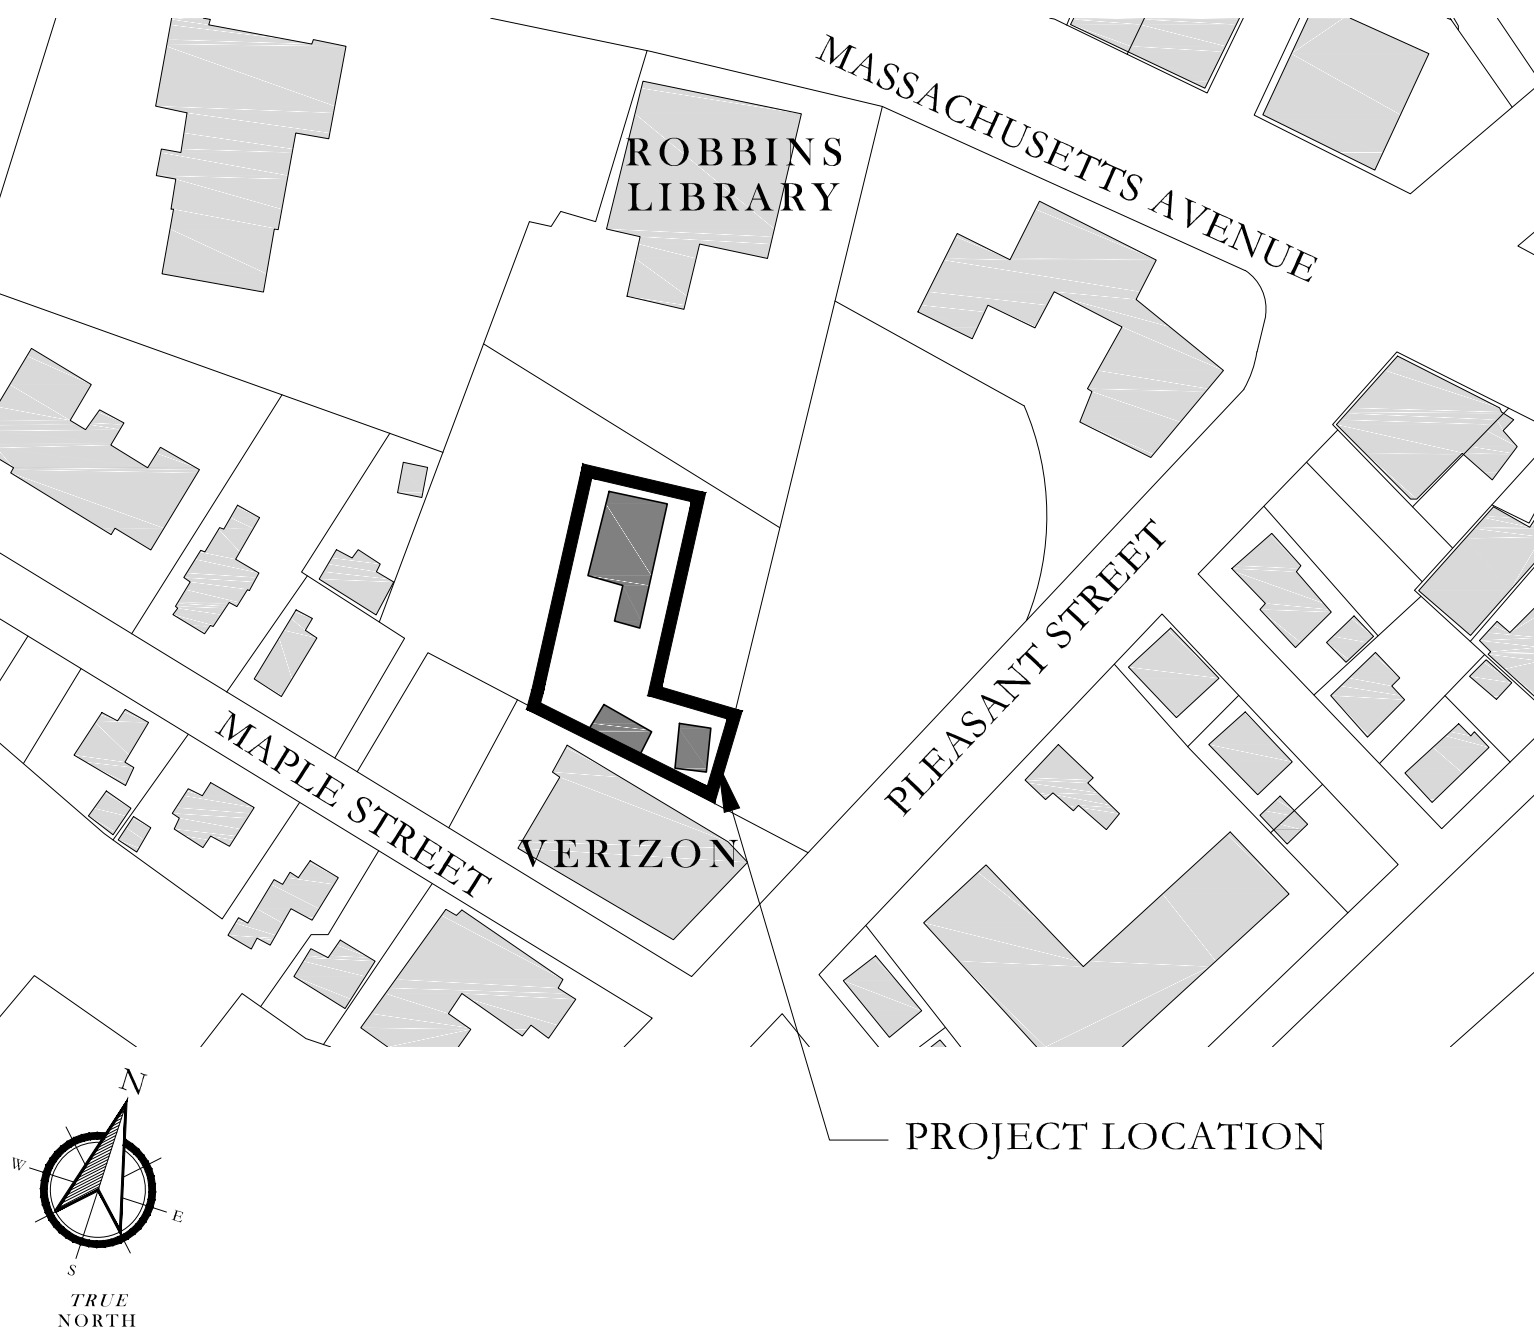 MASSACHUSETTS AVENUE
ROBBINS
LIBRARY
PLEASANT STREET
MAPLE STREET
VERIZON
PROJECT LOCATION
N
W
E
S
TRUE
NORTH